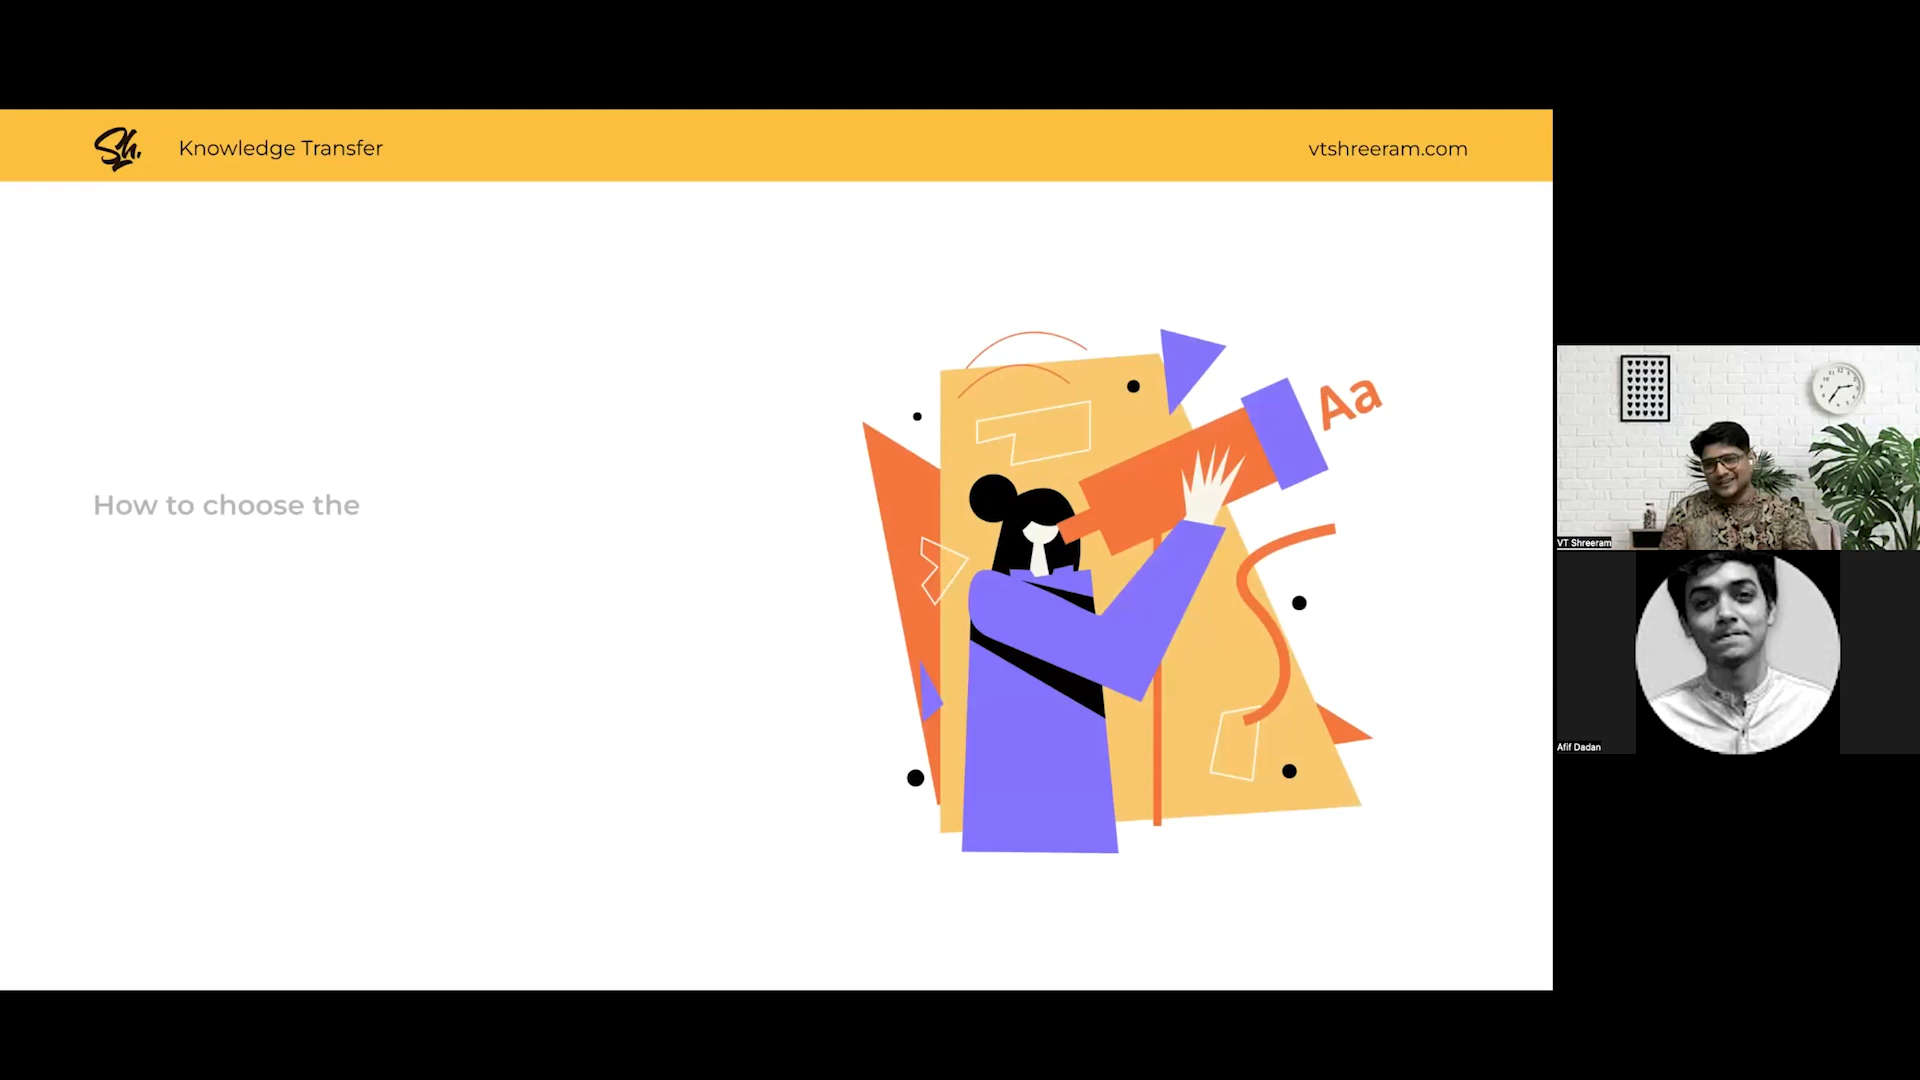 Sh.
Knowledge Transfer
vtshreeram.com
How to choose the
Aa
VT Shreeram
Afif Dadan